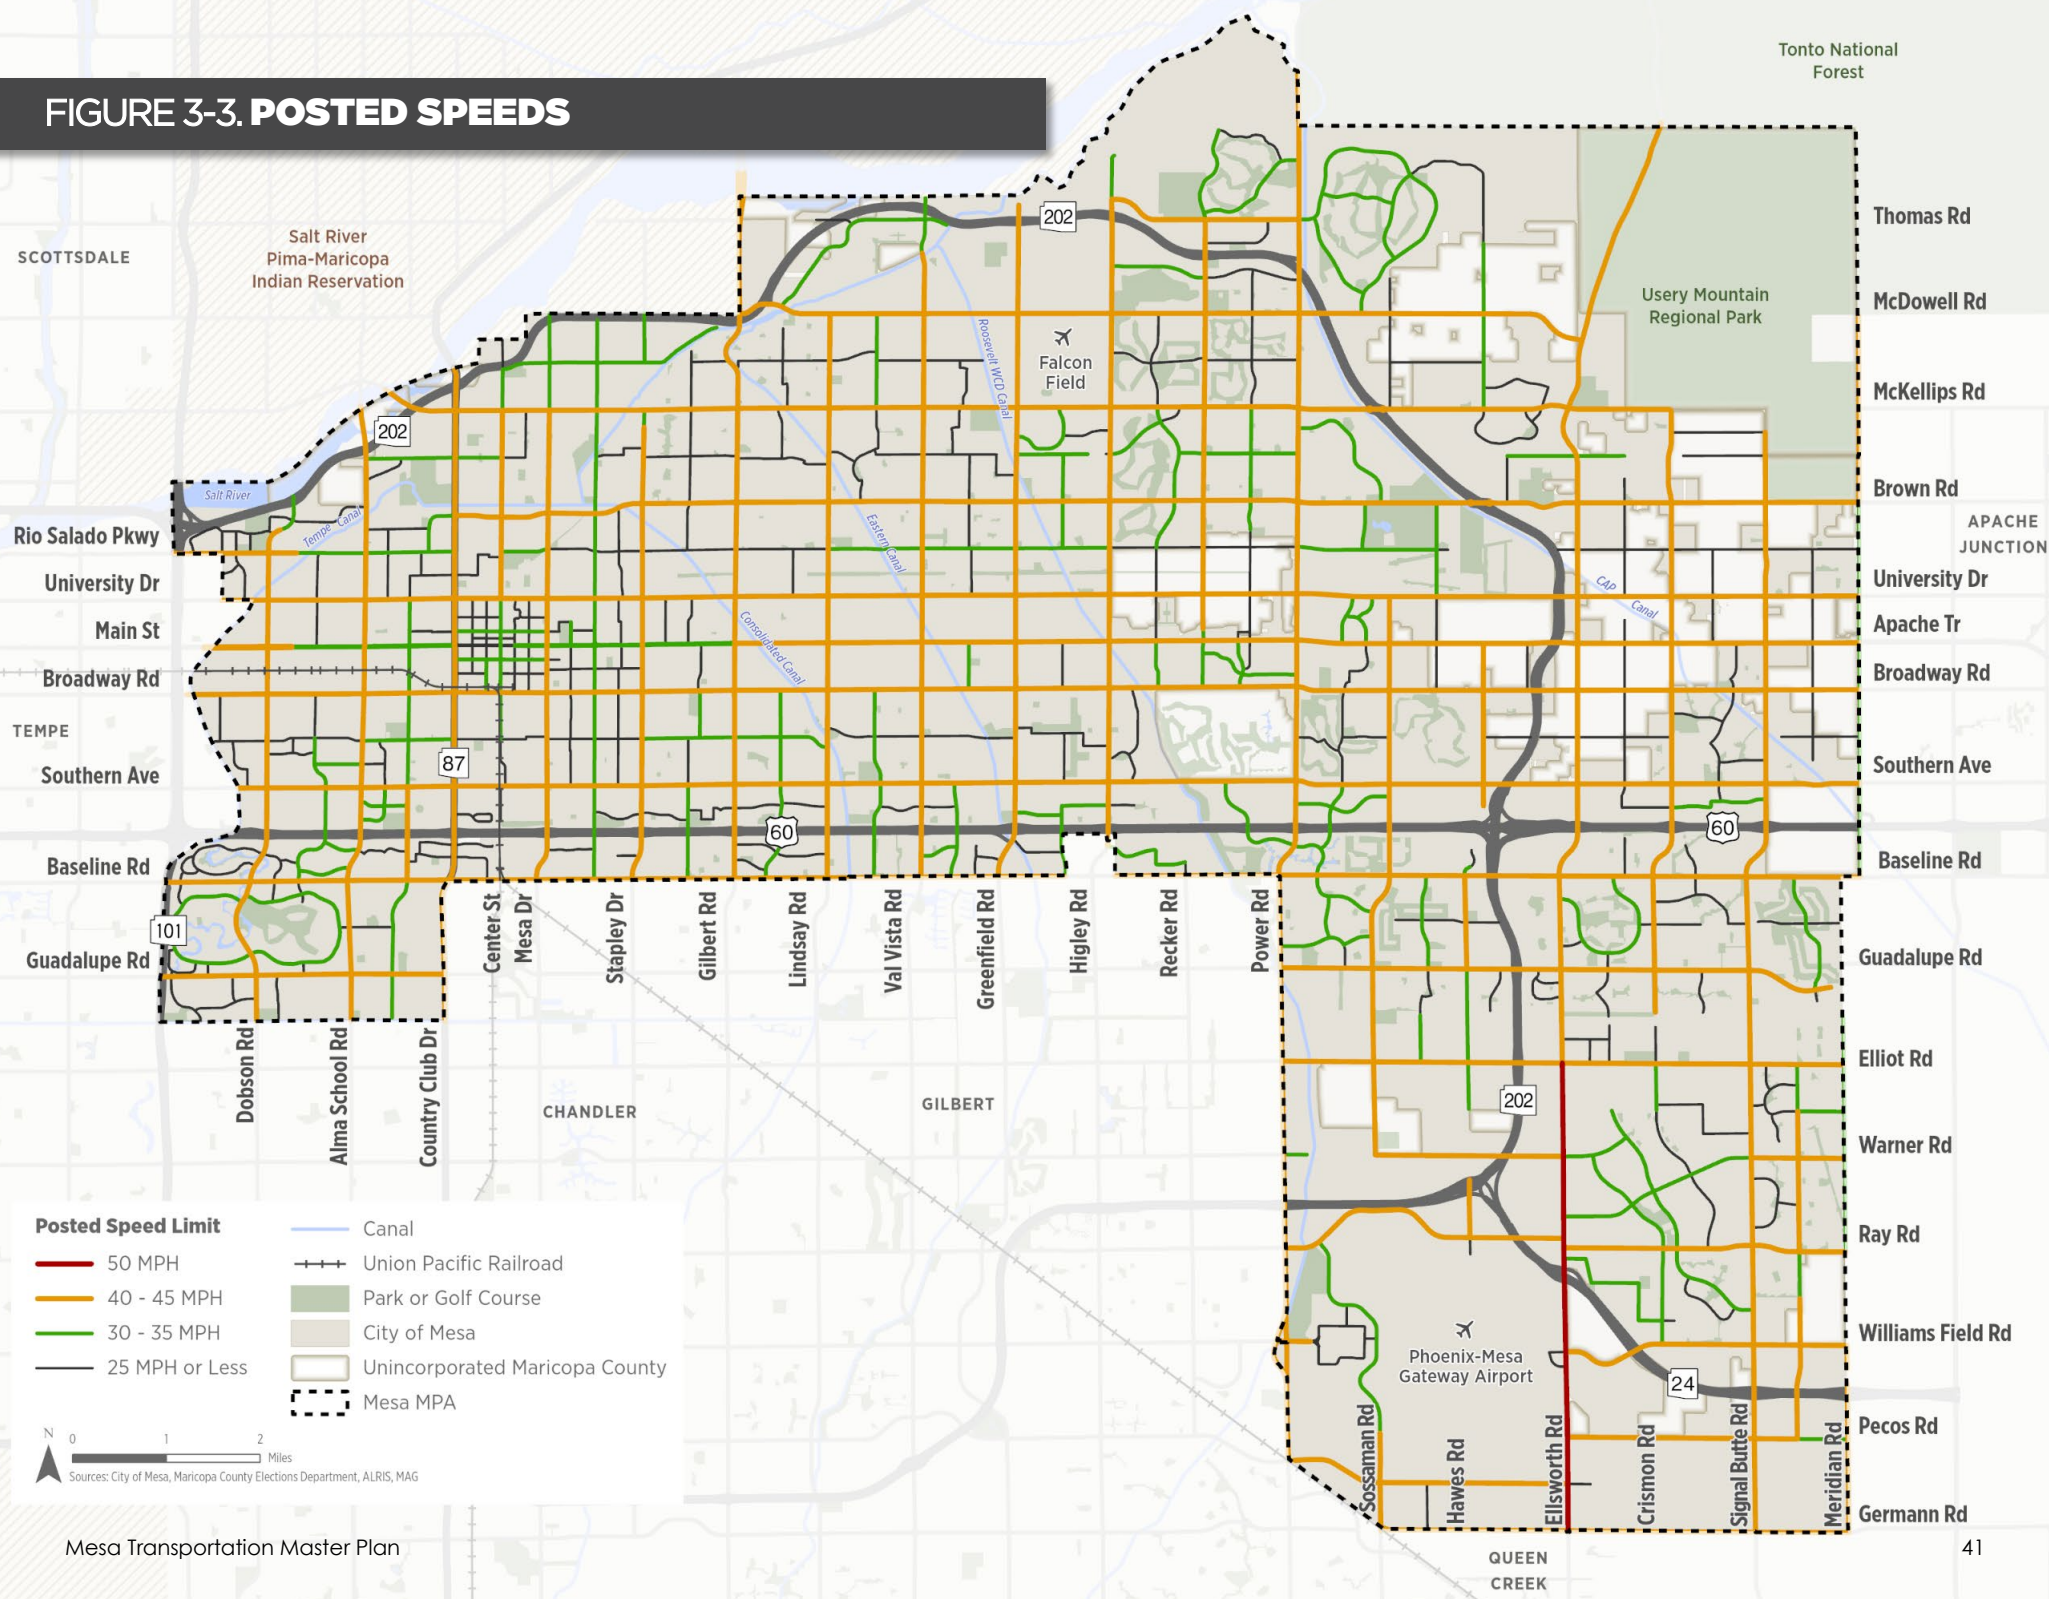 FIGURE 3-3. POSTED SPEEDS
Tonto National
Forest
SCOTTSDALE
Salt River
Pima-Maricopa
Indian Reservation
202
Thomas Rd
Usery Mountain
Regional Park
McDowell Rd
Roosevelt WCD Canal
Falcon
Field
McKellips Rd
202
Salt River
Tempe Canal
Eastern Canal
Brown Rd
Rio Salado Pkwy
APACHE
JUNCTION
University Dr
CAP Canal
University Dr
Main St
Consolidated Canal
Apache Tr
Broadway Rd
Broadway Rd
TEMPE
87
Southern Ave
Southern Ave
60
60
Baseline Rd
Baseline Rd
101
Guadalupe Rd
Guadalupe Rd
Center St
Mesa Dr
Stapley Dr
Gilbert Rd
Lindsay Rd
Val Vista Rd
Greenfield Rd
Higley Rd
Recker Rd
Power Rd
Dobson Rd
Alma School Rd
Country Club Dr
Elliot Rd
CHANDLER
GILBERT
202
Warner Rd
Ray Rd
Williams Field Rd
Phoenix-Mesa
Gateway Airport
24
Pecos Rd
Sossaman Rd
Hawes Rd
Ellsworth Rd
Crismon Rd
Signal Butte Rd
Meridian Rd
Germann Rd
QUEEN
CREEK
Posted Speed Limit
50 MPH
40 - 45 MPH
30 - 35 MPH
25 MPH or Less
Canal
Union Pacific Railroad
Park or Golf Course
City of Mesa
Unincorporated Maricopa County
Mesa MPA
N
0 1 2
Miles
Sources: City of Mesa, Maricopa County Elections Department, ALRIS, MAG
Mesa Transportation Master Plan
41